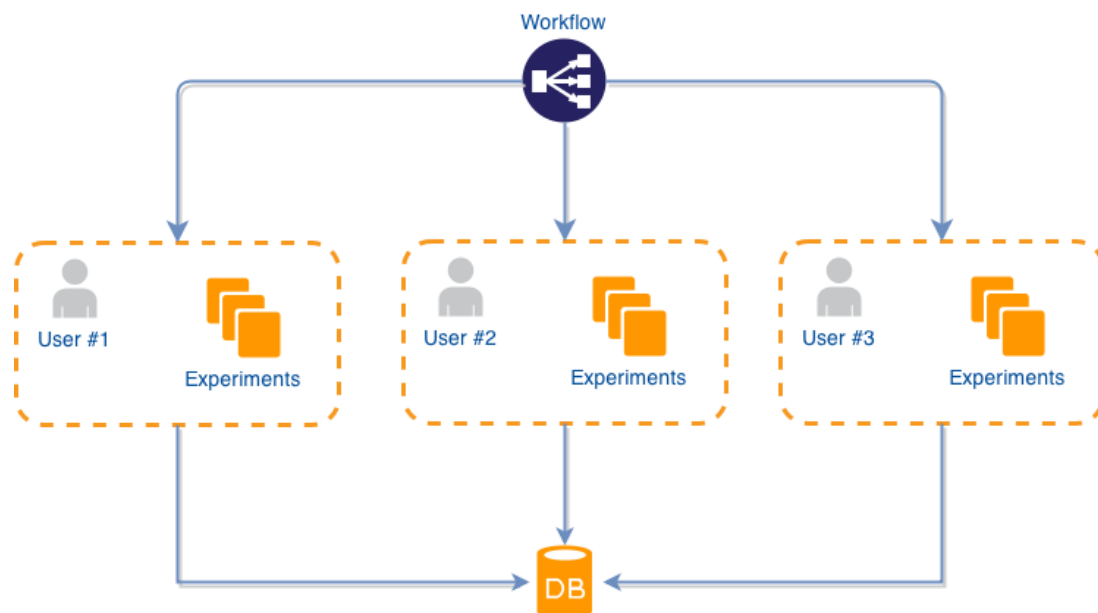 Workflow
User #1
Experiments
User #2
Experiments
User #3
Experiments
DB